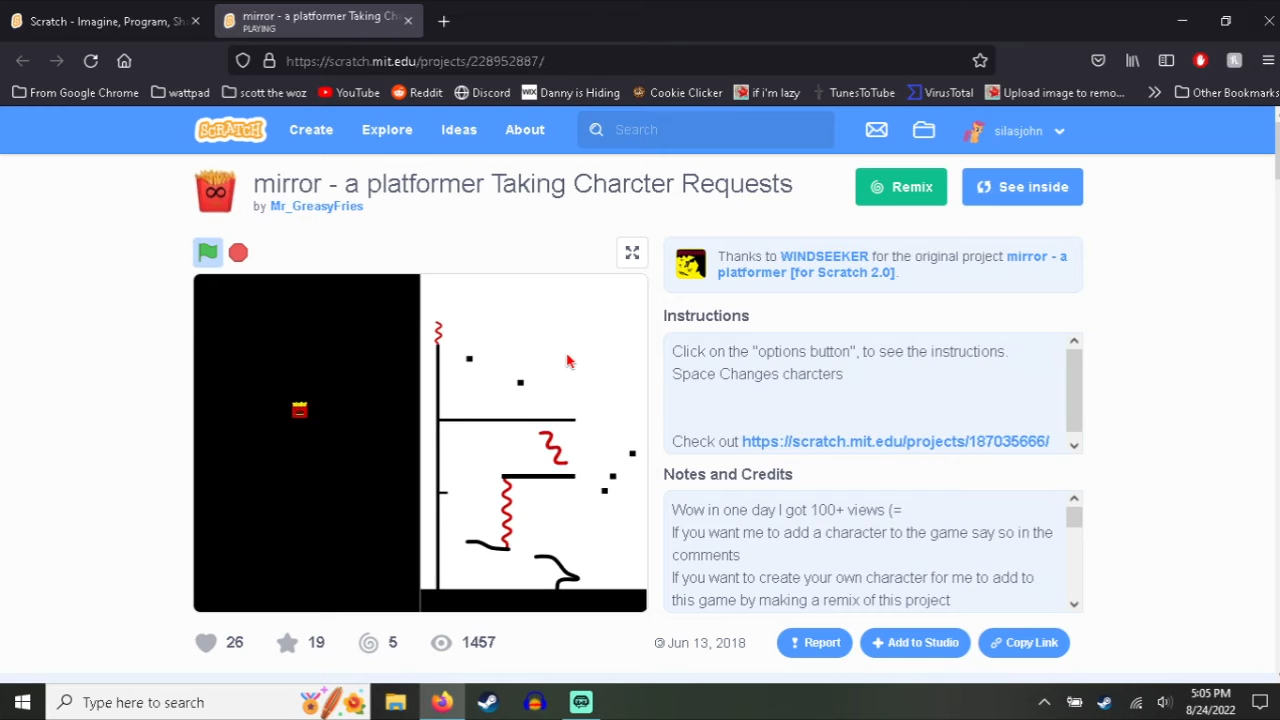 Scratch - Imagine, Program, Sh
mirror - a platformer Taking Ch
PLAYING
https://scratch.mit.edu/projects/228952887/
From Google Chrome
wattpad
scott the woz
YouTube
Reddit
Discord
WIX Danny is Hiding
Cookie Clicker
if i'm lazy
TunesToTube
VirusTotal
Upload image to remo...
Other Bookmarks
SCRATCH
Create
Explore
Ideas
About
Search
silasjohn
mirror - a platformer Taking Charcter Requests
by Mr_GreasyFries
Remix
See inside
Thanks to WINDSEEKER for the original project mirror - a
platformer [for Scratch 2.0].
Instructions
Click on the "options button", to see the instructions.
Space Changes charcters
Check out https://scratch.mit.edu/projects/187035666/
Notes and Credits
Wow in one day I got 100+ views (=
If you want me to add a character to the game say so in the
comments
If you want to create your own character for me to add to
this game by making a remix of this project
26
19
5
1457
© Jun 13, 2018
Report
Add to Studio
Copy Link
Type here to search
5:05 PM
8/24/2022